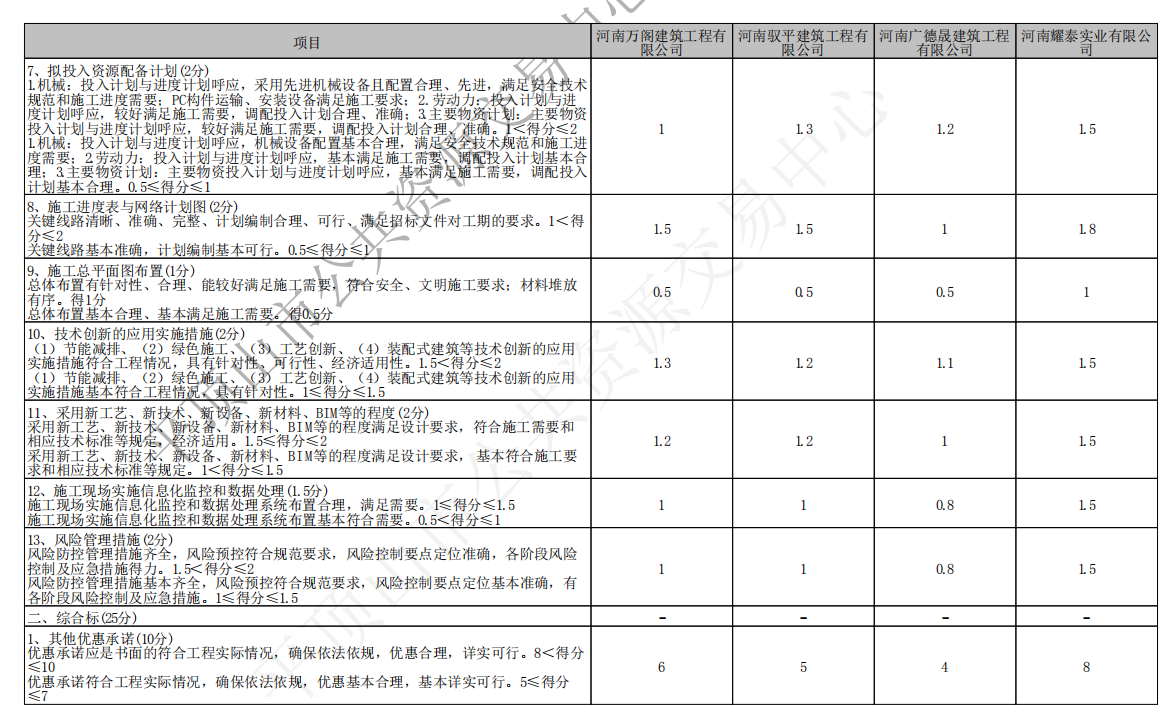 项目
河南万阁建筑工程有
限公司
河南驭平建筑工程有
限公司
河南广德晟建筑工程
有限公司
河南耀泰实业有限公
司
7、拟投入资源配备计划(2分)
1.机械：投入计划与进度计划呼应，采用先进机械设备且配置合理、先进，满足安全技术
规范和施工进度需要；PC构件运输、安装设备满足施工要求；2.劳动力：投入计划与进
度计划呼应，较好满足施工需要，调配投入计划合理、准确；3.主要物资计划：主要物资
投入计划与进度计划呼应，较好满足施工需要，调配投入计划合理、准确。1＜得分≤2
1.机械：投入计划与进度计划呼应，机械设备配置基本合理，满足安全技术规范和施工进
度需要；2劳动力：投入计划与进度计划呼应，基本满足施工需要，调配投入计划基本合
理；3.主要物资计划：主要物资投入计划与进度计划呼应，基本满足施工需要，调配投入
计划基本合理。0.5≤得分≤1
1
1.3
1.2
1.5
8、施工进度表与网络计划图(2分)
关键线路清晰、准确、完整、计划编制合理、可行、满足招标文件对工期的要求。1＜得
分≤2
关键线路基本准确，计划编制基本可行。0.5≤得分≤1
1.5
1.5
1
1.8
9、施工总平面图布置(1分)
总体布置有针对性、合理、能较好满足施工需要，符合安全、文明施工要求；材料堆放
有序。得1分
总体布置基本合理、基本满足施工需要。得0.5分
0.5
0.5
0.5
1
10、技术创新的应用实施措施(2分)
（1）节能减排、（2）绿色施工、（3）工艺创新、（4）装配式建筑等技术创新的应用
实施措施符合工程情况，具有针对性、可行性、经济适用性。1.5＜得分≤2
（1）节能减排、（2）绿色施工、（3）工艺创新、（4）装配式建筑等技术创新的应用
实施措施基本符合工程情况，具有针对性。1≤得分≤1.5
1.3
1.2
1.1
1.5
11、采用新工艺、新技术、新设备、新材料、BIM等的程度(2分)
采用新工艺、新技术、新设备、新材料、BIM等的程度满足设计要求，符合施工需要和
相应技术标准等规定，经济适用。1.5≤得分≤2
采用新工艺、新技术、新设备、新材料、BIM等的程度满足设计要求，基本符合施工要
求和相应技术标准等规定。1＜得分≤1.5
1.2
1.2
1
1.5
12、施工现场实施信息化监控和数据处理(1.5分)
施工现场实施信息化监控和数据处理系统布置合理，满足需要。1≤得分≤1.5
施工现场实施信息化监控和数据处理系统布置基本符合需要。0.5＜得分≤1
1
1
0.8
1.5
13、风险管理措施(2分)
风险防控管理措施齐全，风险预控符合规范要求，风险控制要点定位准确，各阶段风险
控制及应急措施得力。1.5＜得分≤2
风险防控管理措施基本齐全，风险预控符合规范要求，风险控制要点定位基本准确，有
各阶段风险控制及应急措施。1≤得分≤1.5
1
1
0.8
1.5
二、综合标(25分)
-
-
-
-
1、其他优惠承诺(10分)
优惠承诺应是书面的符合工程实际情况，确保依法依规，优惠合理，详实可行。8＜得分
≤10
优惠承诺符合工程实际情况，确保依法依规，优惠基本合理，基本详实可行。5≤得分
≤7
6
5
4
8
平顶山市公共资源交易中心
平顶山市公共资源交易中心